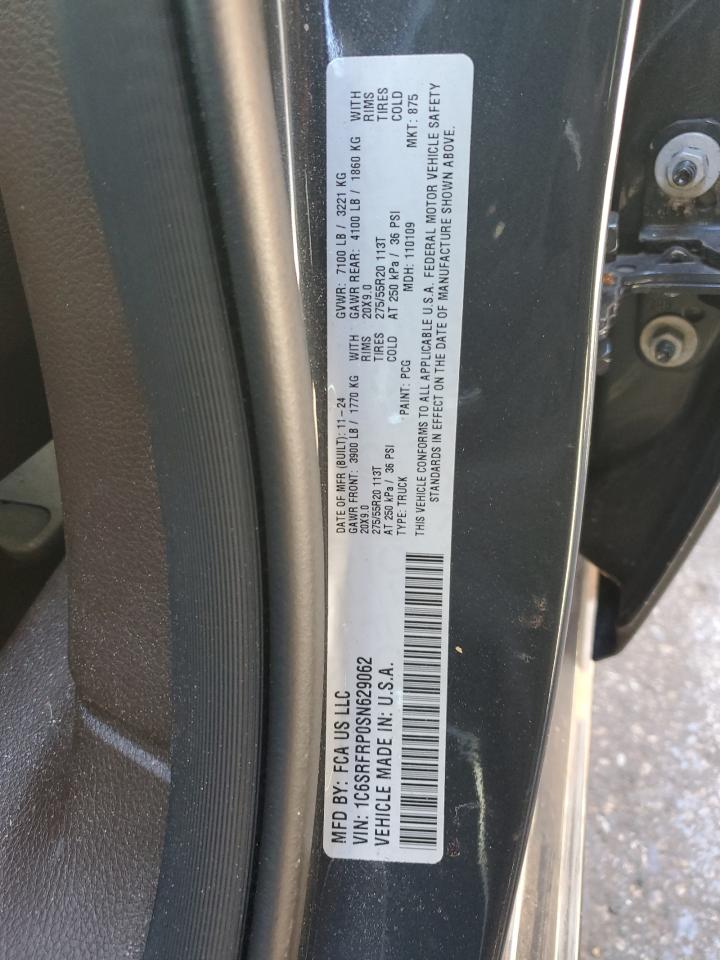 MFD BY: FCA US LLC
VIN: 1C6SRFRP0SN629062
VEHICLE MADE IN: U.S.A.
DATE OF MFR (BUILT): 11-24
GAWR FRONT: 3900 LB / 1770 KG WITH
20X9.0 RIMS
275/55R20 113T TIRES
AT 250 kPa / 36 PSI COLD
TYPE: TRUCK PAINT: PCG
GVWR: 7100 LB / 3221 KG
GAWR REAR: 4100 LB / 1860 KG WITH
20X9.0 RIMS
275/55R20 113T TIRES
AT 250 kPa / 36 PSI COLD
MDH: 110109 MKT: 875
THIS VEHICLE CONFORMS TO ALL APPLICABLE U.S.A. FEDERAL MOTOR VEHICLE SAFETY
STANDARDS IN EFFECT ON THE DATE OF MANUFACTURE SHOWN ABOVE.